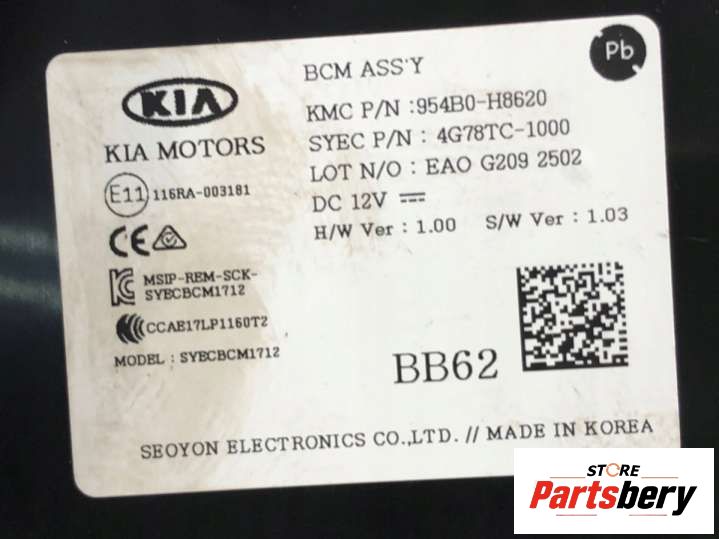 KIA
KIA MOTORS
E11 116RA-003181
CE
MSIP-REM-SCK-
SYECBCM1712
CCAE17LP1160T2
MODEL : SYECBCM1712
Pb
BCM ASS'Y
KMC P/N :954B0-H8620
SYEC P/N : 4G78TC-1000
LOT N/O : EAO G209 2502
DC 12V
H/W Ver : 1.00 S/W Ver : 1.03
BB62
SEOYON ELECTRONICS CO.,LTD. // MADE IN KOREA
STORE
Partsbery